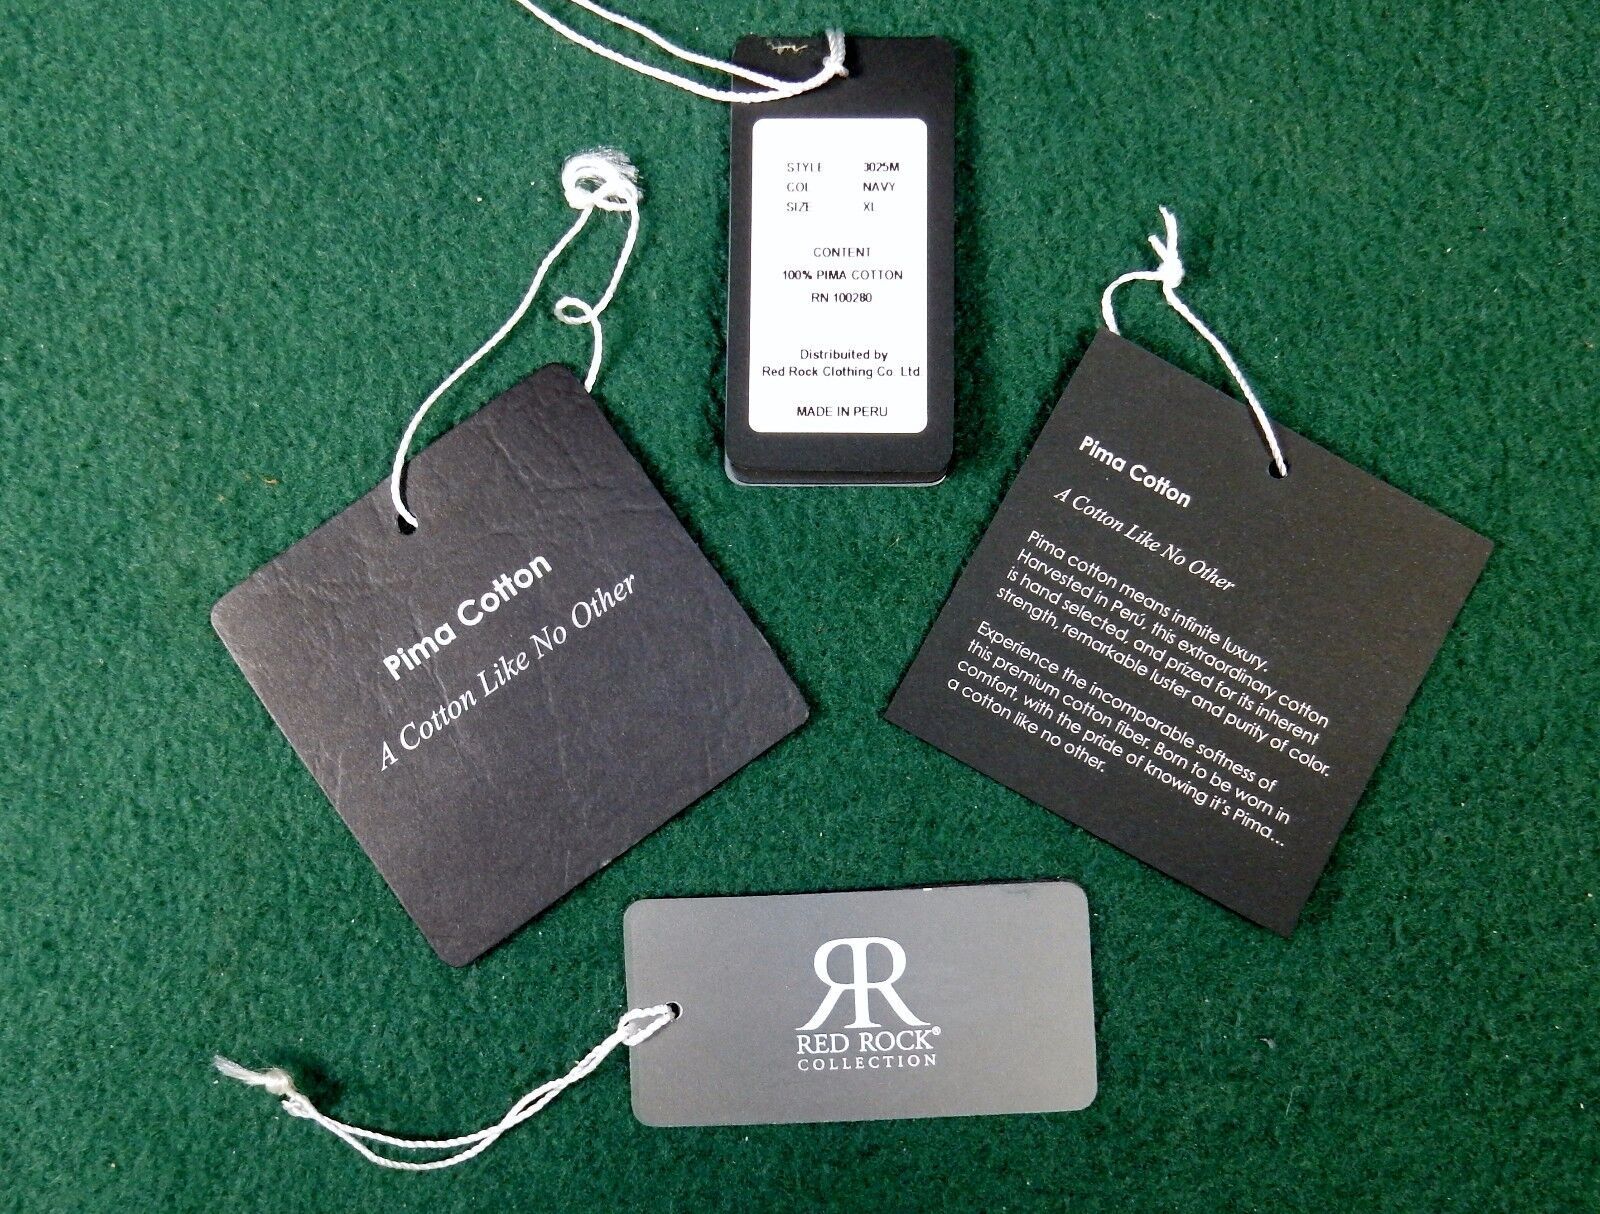 STYLE 3025M
COL NAVY
SIZE XL
CONTENT
100% PIMA COTTON
RN 100280
Distribuited by
Red Rock Clothing Co. Ltd
MADE IN PERU
Pima Cotton
A Cotton Like No Other
Pima Cotton
A Cotton Like No Other
Pima cotton means infinite luxury.
Harvested in Perú, this extraordinary cotton
is hand selected, and prized for its inherent
strength, remarkable luster and purity of color.
Experience the incomparable softness of
this premium cotton fiber. Born to be worn in
comfort, with the pride of knowing it's Pima...
a cotton like no other.
RR
RED ROCK®
COLLECTION